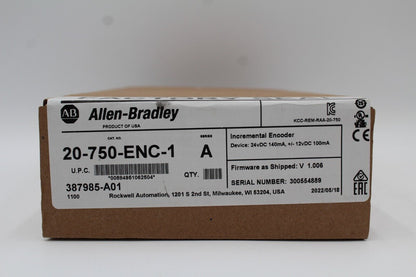 AB Allen-Bradley
PRODUCT OF USA
KCC-REM-RAA-20-750
CAT. NO.
SERIES
20-750-ENC-1 A
Incremental Encoder
Device: 24VDC 140mA, +/- 12VDC 100mA
U.P.C.
QTY.
Firmware as Shipped: V 1.006
387985-A01
SERIAL NUMBER: 300554589
1100
Rockwell Automation, 1201 S 2nd St, Milwaukee, WI 53204, USA
2022/05/18
EAC